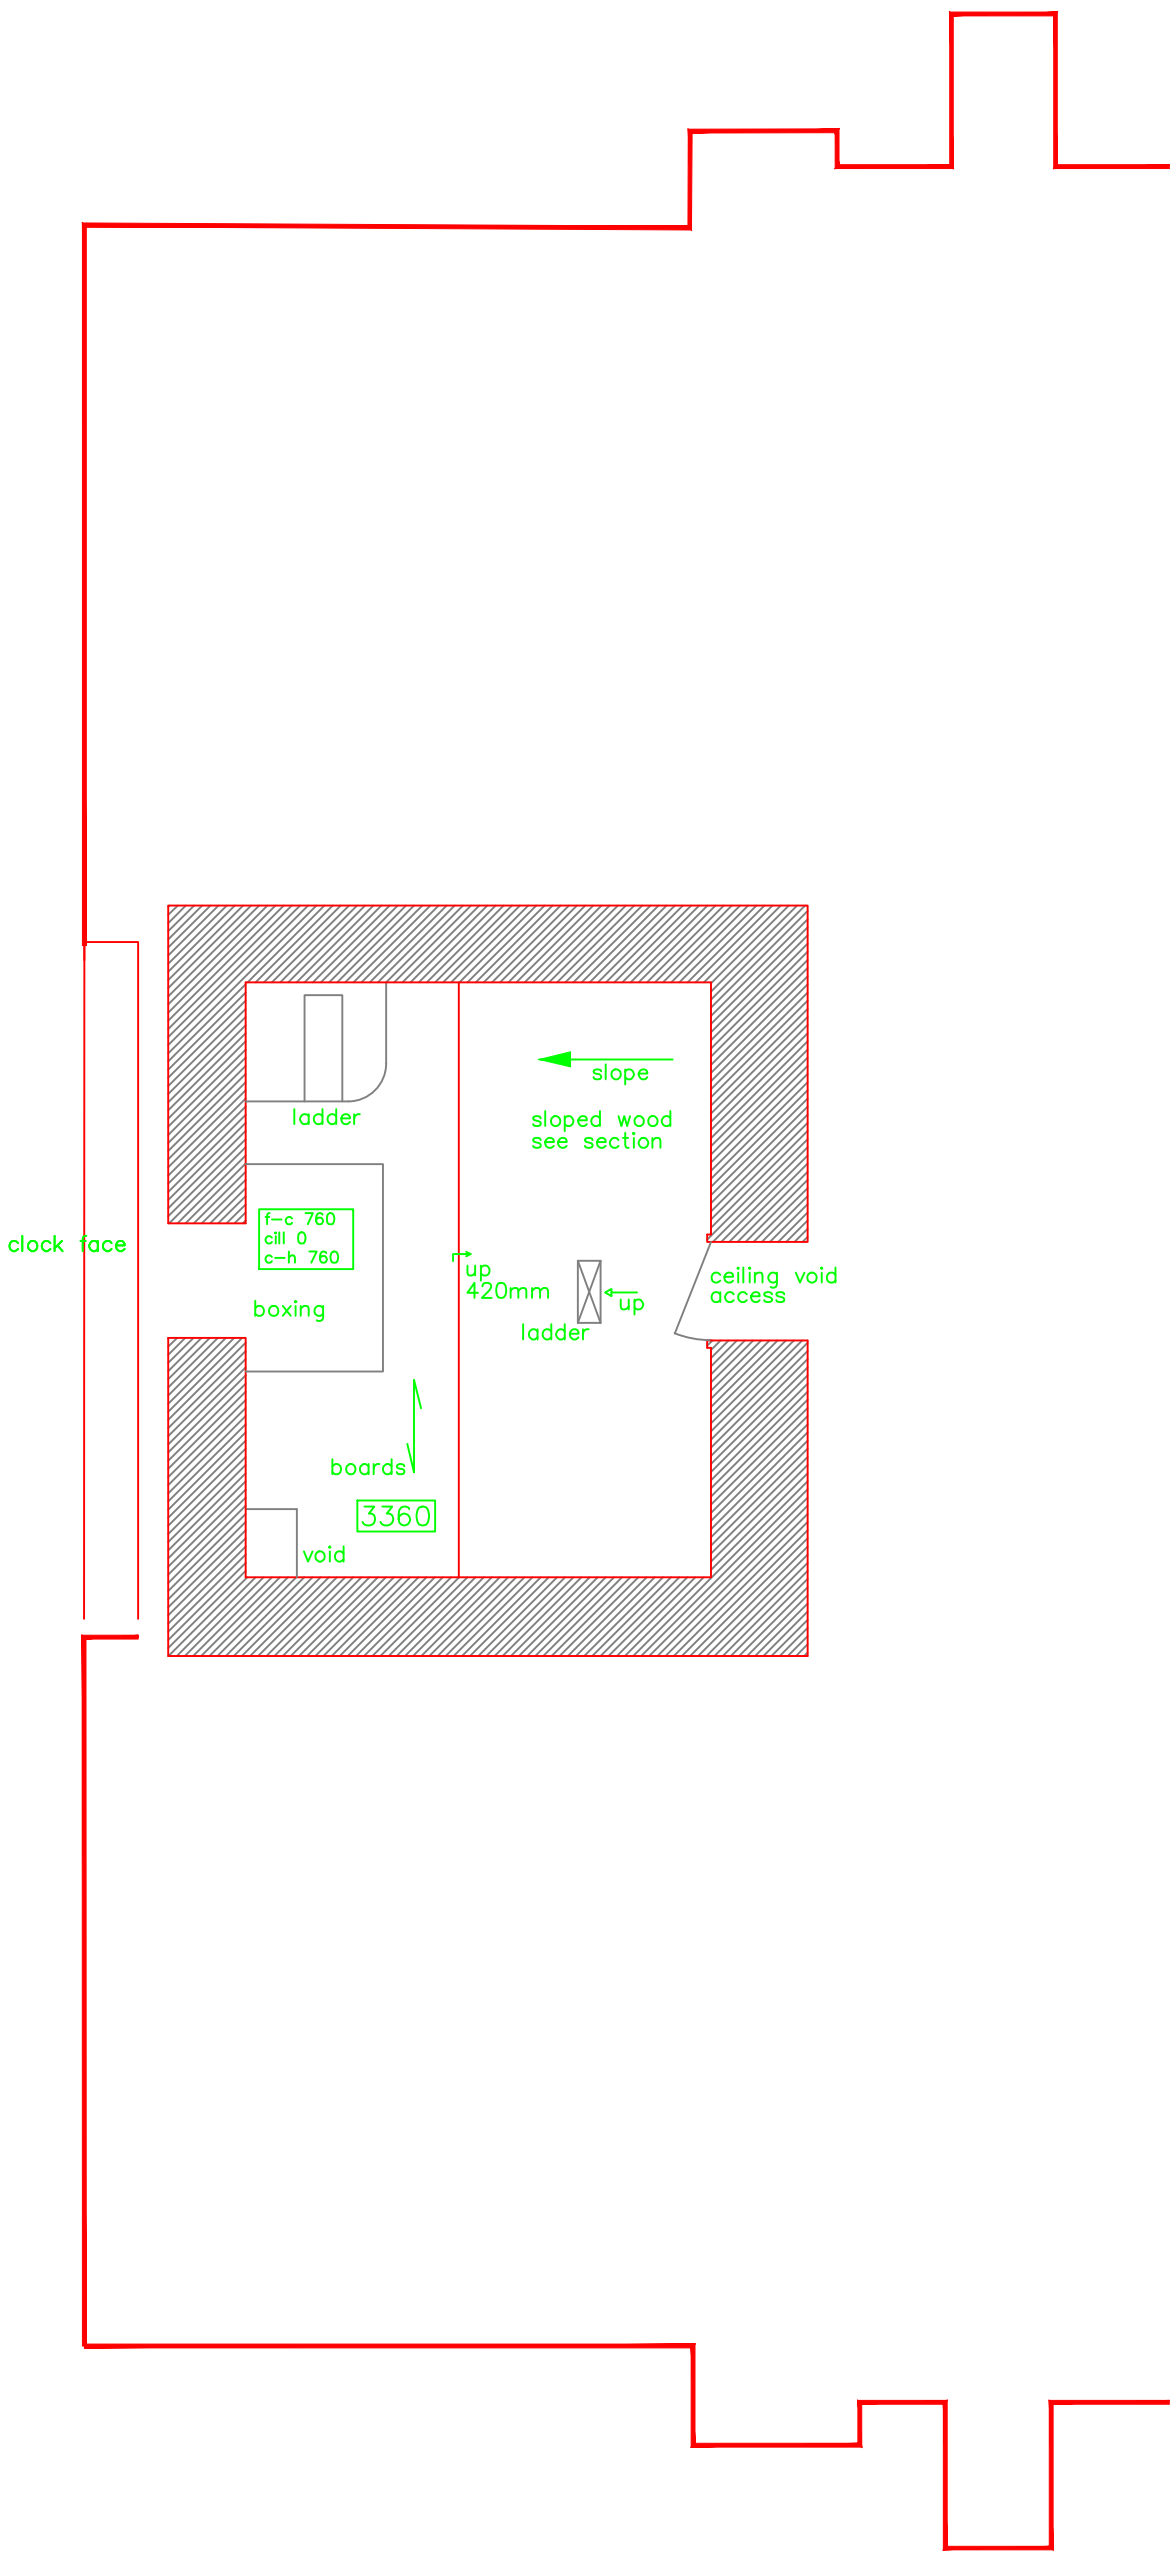 slope
sloped wood
see section
ladder
f-c 760
cill 0
c-h 760
clock face
up
420mm
ceiling void
access
up
boxing
ladder
boards
3360
void